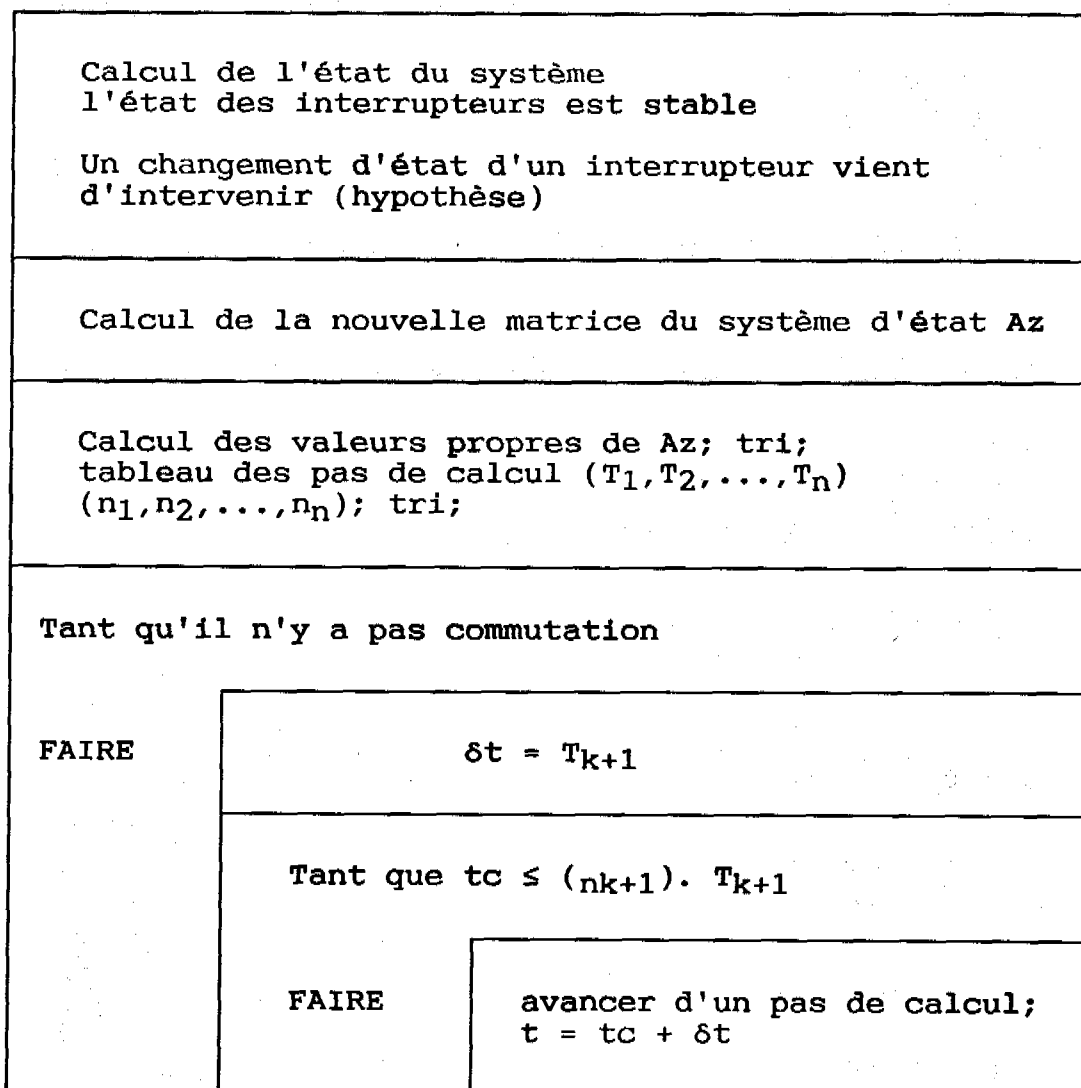 Calcul de l'état du système
l'état des interrupteurs est stable
Un changement d'état d'un interrupteur vient
d'intervenir (hypothèse)
Calcul de la nouvelle matrice du système d'état Az
Calcul des valeurs propres de Az; tri;
tableau des pas de calcul (T₁,T₂,...,Tₙ)
(n₁,n₂,...,nₙ); tri;
Tant qu'il n'y a pas commutation
FAIRE δt = Tₖ₊₁
Tant que tc ≤ (ₙₖ₊₁). Tₖ₊₁
FAIRE avancer d'un pas de calcul;
t = tc + δt